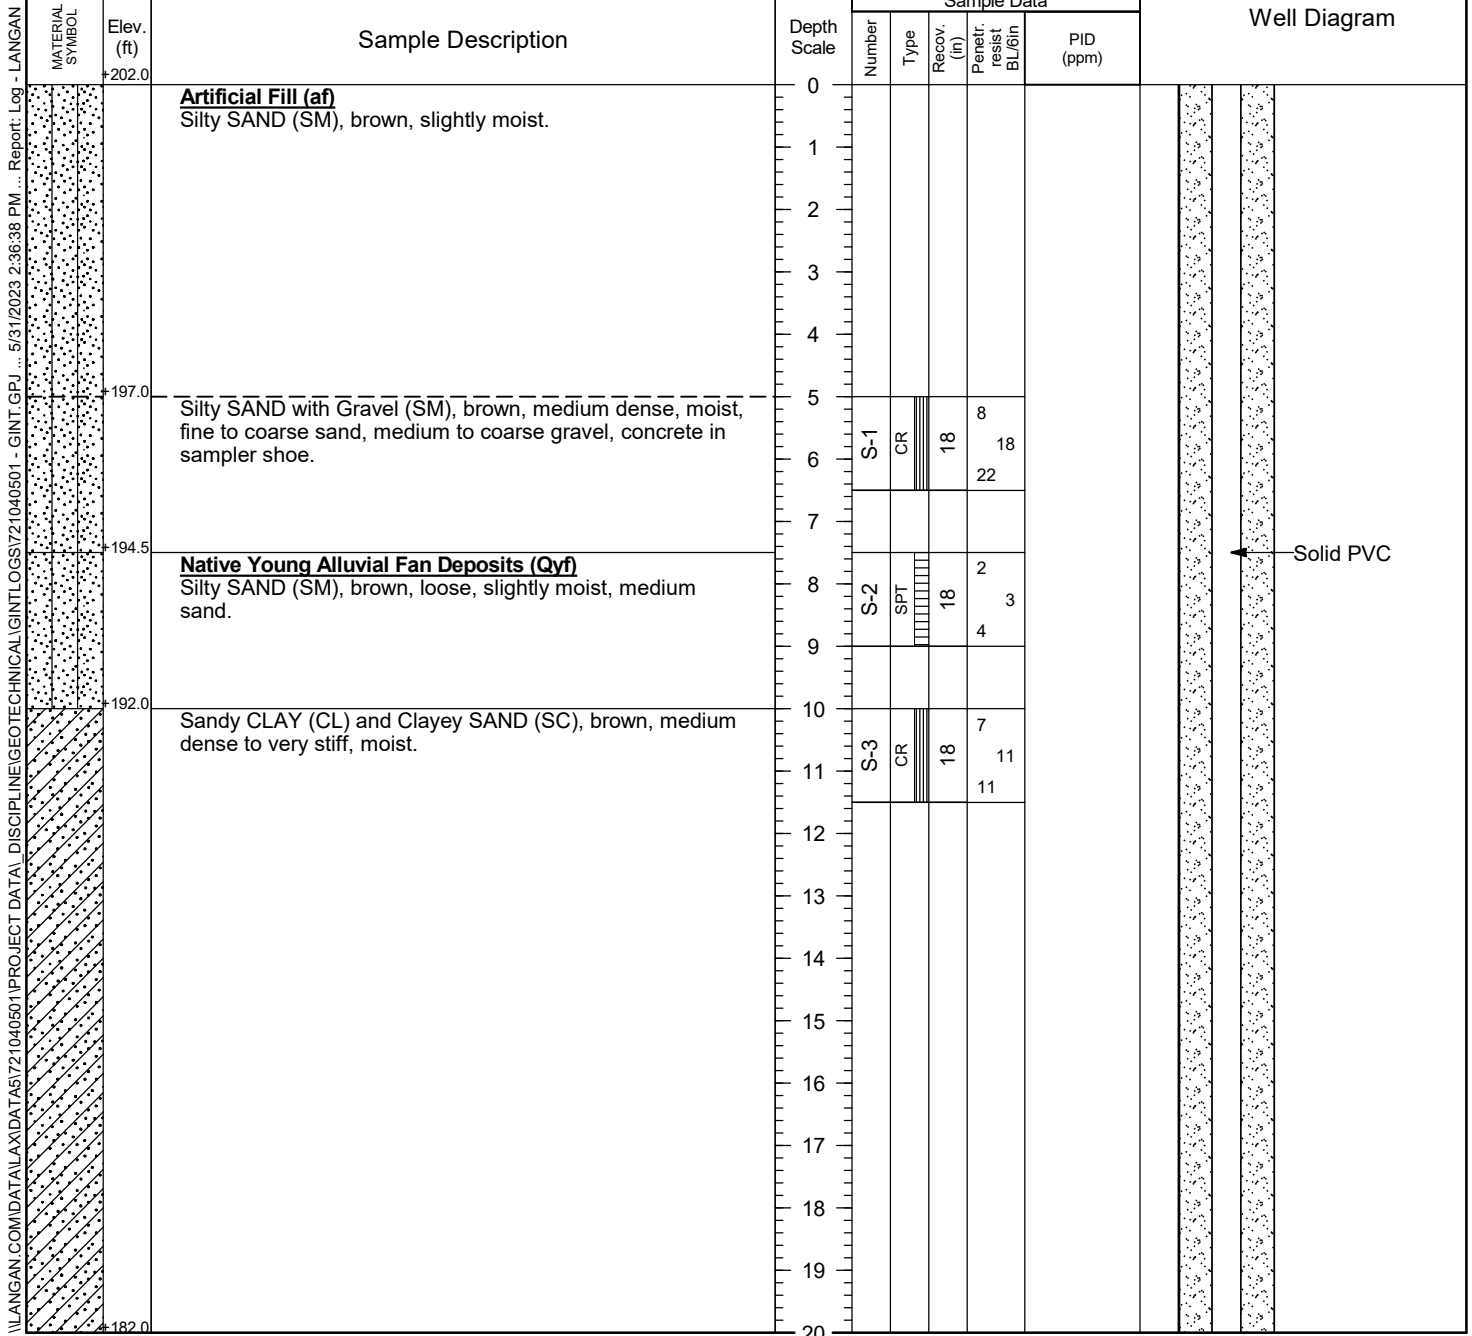 Sample Data
MATERIAL
SYMBOL
Elev.
(ft)
+202.0
Sample Description
Depth
Scale
Number
Type
Recov.
(in)
Penetr.
resist
BL/6in
PID
(ppm)
Well Diagram
0
Artificial Fill (af)
Silty SAND (SM), brown, slightly moist.
1
2
3
4
+197.0
5
Silty SAND with Gravel (SM), brown, medium dense, moist,
fine to coarse sand, medium to coarse gravel, concrete in
sampler shoe.
S-1
CR
18
8
18
22
6
7
+194.5
Native Young Alluvial Fan Deposits (Qyf)
Silty SAND (SM), brown, loose, slightly moist, medium
sand.
8
S-2
SPT
18
2
3
4
Solid PVC
9
+192.0
10
Sandy CLAY (CL) and Clayey SAND (SC), brown, medium
dense to very stiff, moist.
S-3
CR
18
7
11
11
11
12
13
14
15
16
17
18
19
+182.0
20
\\LANGAN.COM\DATA\LAX\DATA5\721040501\PROJECT DATA\_DISCIPLINE\GEOTECHNICAL\GINTLOGS\721040501 - GINT.GPJ ... 5/31/2023 2:36:38 PM ... Report: Log - LANGAN